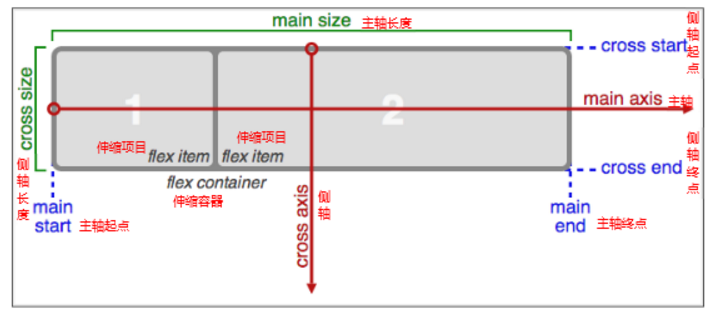 main size 主轴长度
cross start
侧轴起点
cross size
侧轴长度
1
2
main axis 主轴
伸缩项目
flex item
伸缩项目
flex item
flex container
伸缩容器
cross end
侧轴终点
main start
主轴起点
cross axis
侧轴
main end
主轴终点